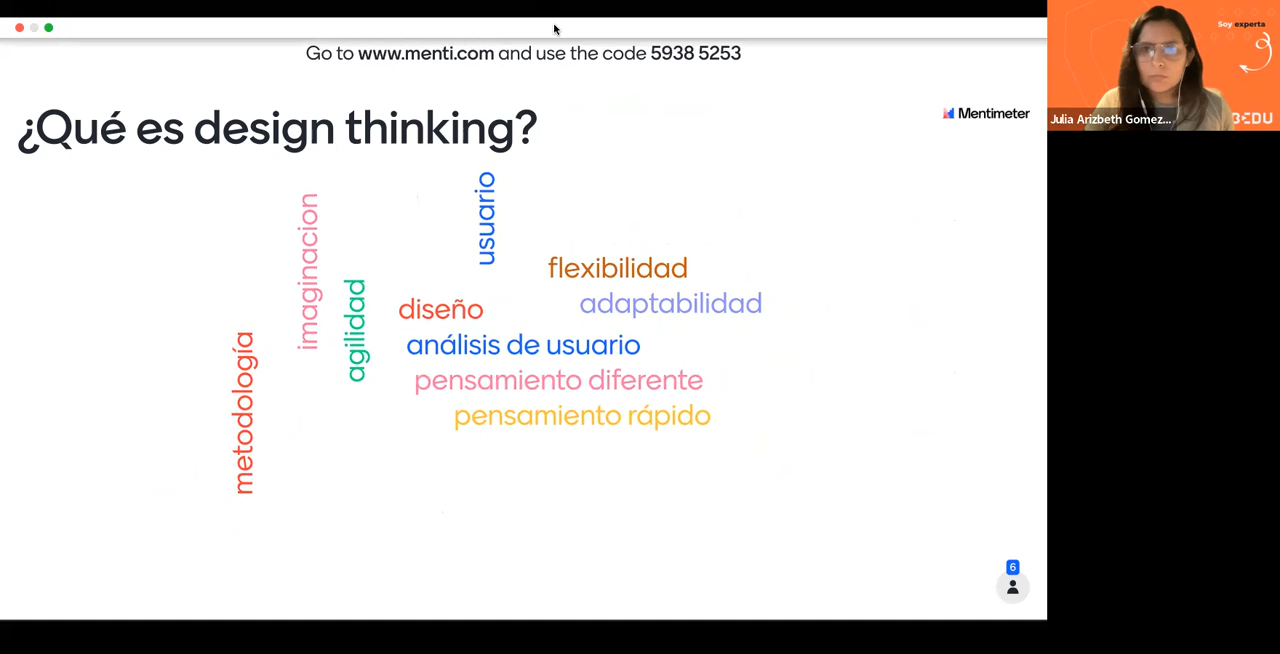 Go to www.menti.com and use the code 5938 5253
¿Qué es design thinking?
Mentimeter
usuario
imaginacion
flexibilidad
agilidad
diseño
adaptabilidad
metodología
análisis de usuario
pensamiento diferente
pensamiento rápido
6
Soy experta
Julia Arizbeth Gomez...
BEDU